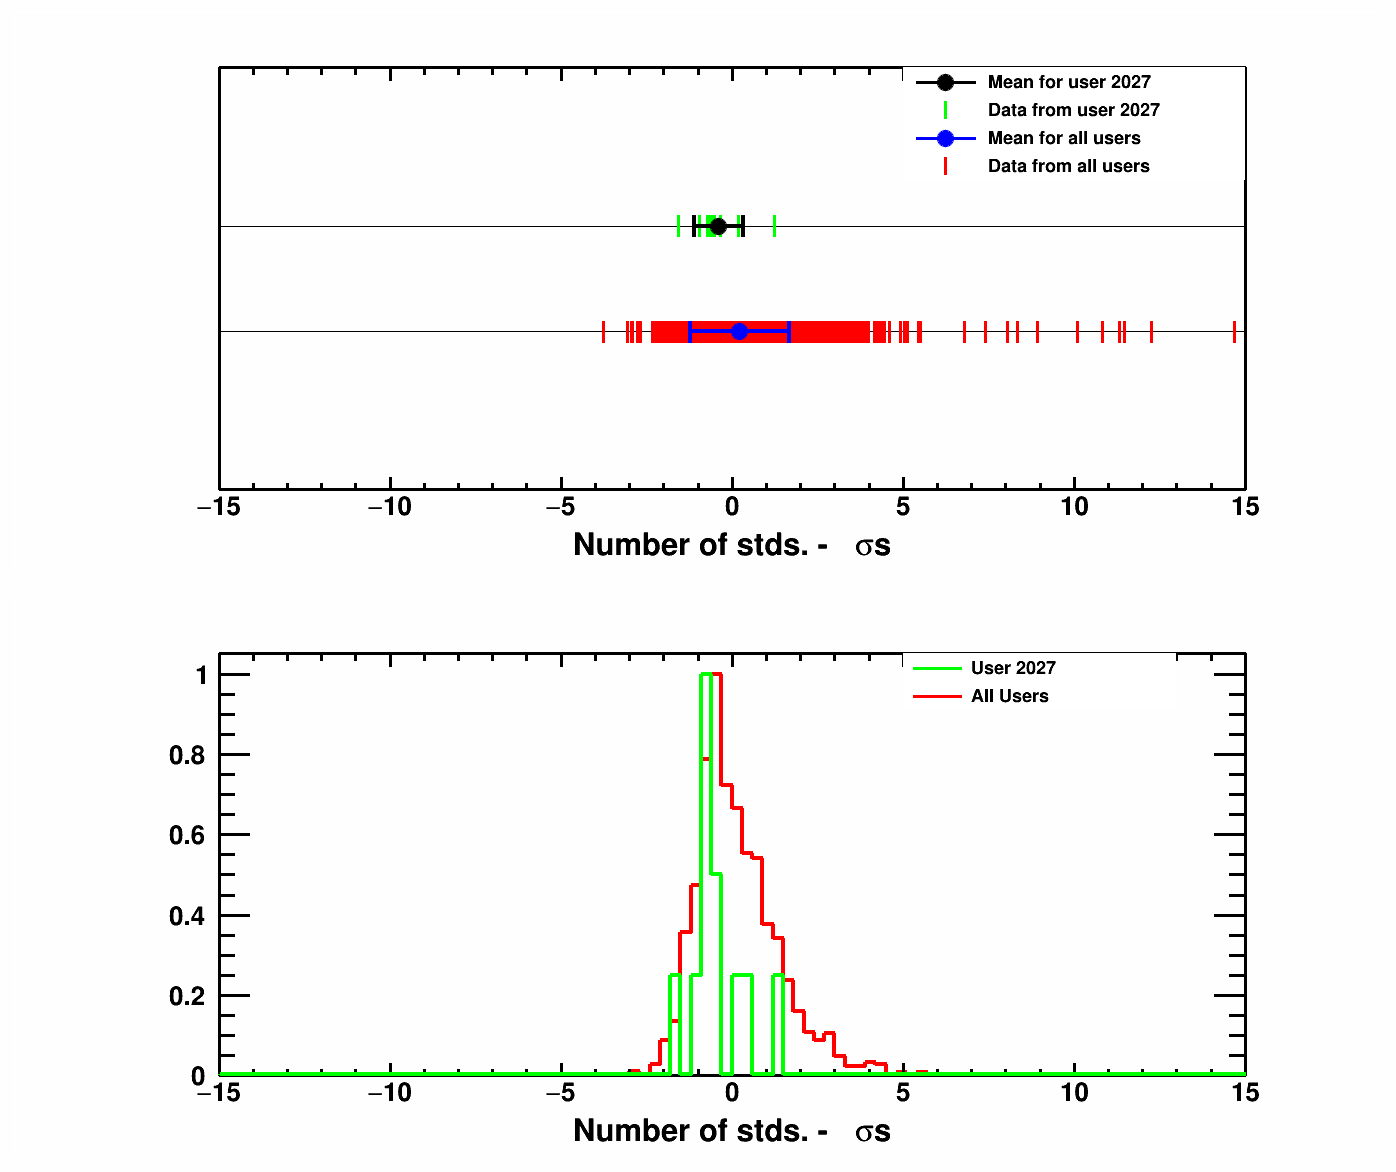 Mean for user 2027
Data from user 2027
Mean for all users
Data from all users
−15 −10 −5 0 5 10 15
Number of stds. - σs
1
User 2027
All Users
0.8
0.6
0.4
0.2
0
−15 −10 −5 0 5 10 15
Number of stds. - σs